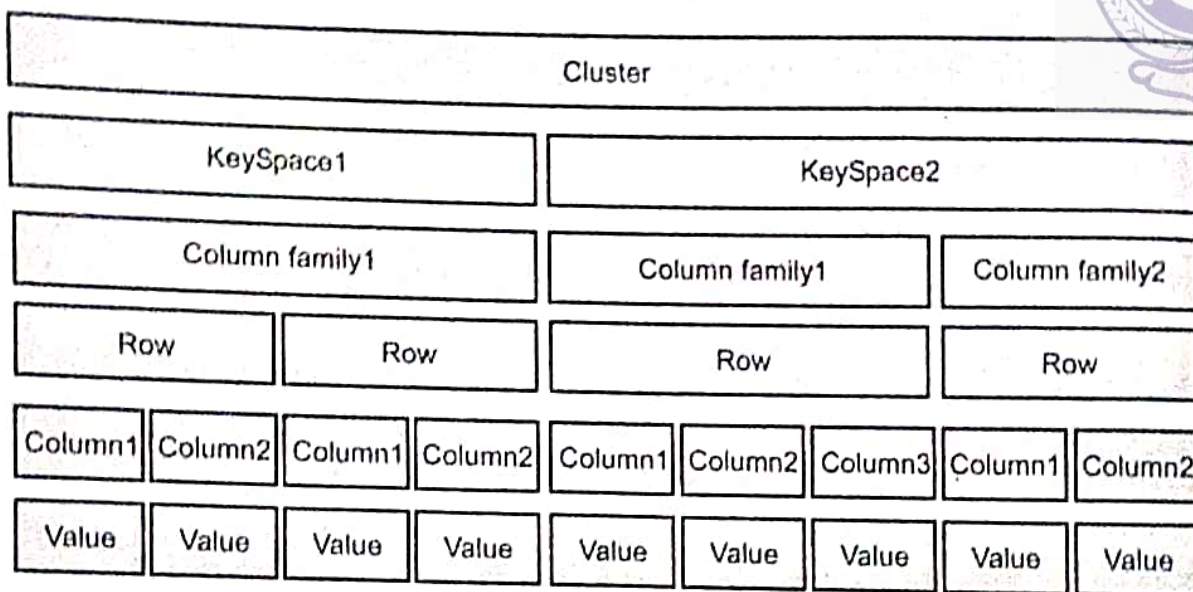 Cluster
KeySpace1 KeySpace2
Column family1 Column family1 Column family2
Row Row Row Row
Column1 Column2 Column1 Column2 Column1 Column2 Column3 Column1 Column2
Value Value Value Value Value Value Value Value Value